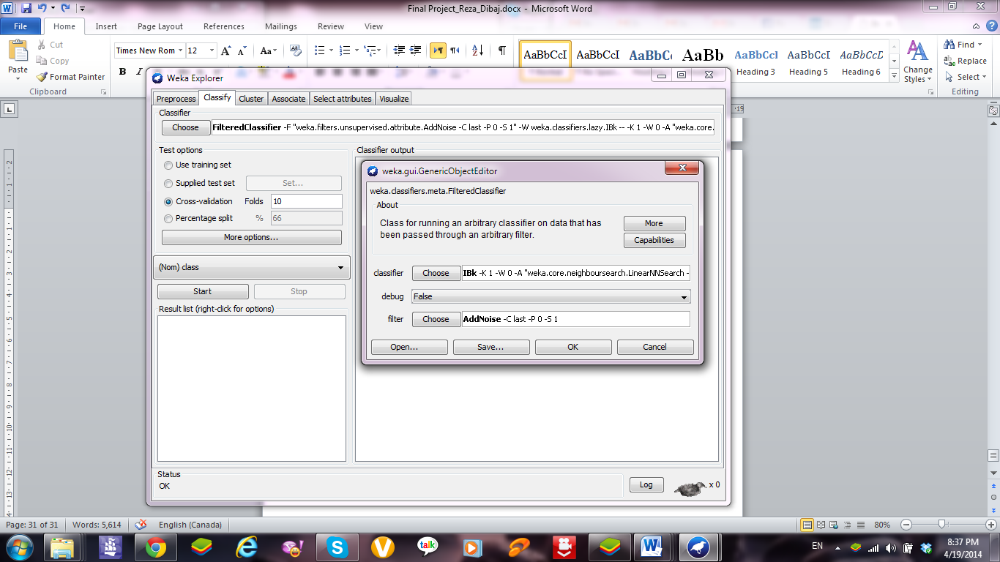 Final Project_Reza_Dibaj.docx - Microsoft Word
File Home Insert Page Layout References Mailings Review View
Paste
Cut
Copy
Format Painter
Clipboard
Times New Rom 12 Aa
B I
AaBbCcI AaBbCcI AaBbCc AaBb AaBbCcI AaBbCcI AaBbCcD
Heading 3 Heading 5 Heading 6
Change Styles
Find
Replace
Select
Editing
Weka Explorer
Preprocess Classify Cluster Associate Select attributes Visualize
Classifier
Choose FilteredClassifier -F "weka.filters.unsupervised.attribute.AddNoise -C last -P 0 -S 1" -W weka.classifiers.lazy.IBk -- -K 1 -W 0 -A "weka.core.
Test options
Use training set
Supplied test set Set...
Cross-validation Folds 10
Percentage split % 66
More options...
(Nom) class
Start Stop
Result list (right-click for options)
Classifier output
weka.gui.GenericObjectEditor
weka.classifiers.meta.FilteredClassifier
About
Class for running an arbitrary classifier on data that has
been passed through an arbitrary filter.
More
Capabilities
classifier Choose IBk -K 1 -W 0 -A "weka.core.neighboursearch.LinearNNSearch -
debug False
filter Choose AddNoise -C last -P 0 -S 1
Open... Save... OK Cancel
Status
OK
Log x 0
Page: 31 of 31 Words: 5,614 English (Canada) 80%
talk
EN
8:37 PM
4/19/2014